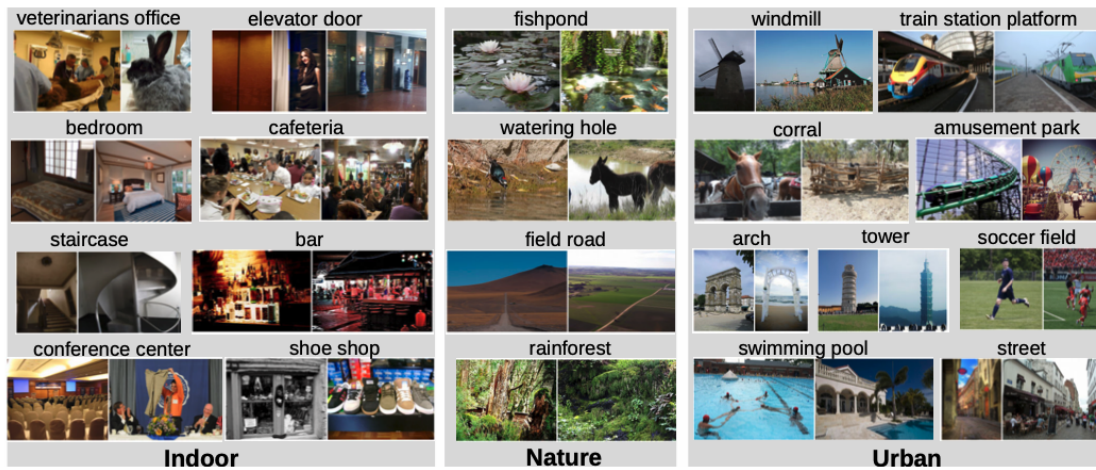 veterinarians office
elevator door
bedroom
cafeteria
staircase
bar
conference center
shoe shop
Indoor
fishpond
watering hole
field road
rainforest
Nature
windmill
train station platform
corral
amusement park
arch
tower
soccer field
swimming pool
street
Urban